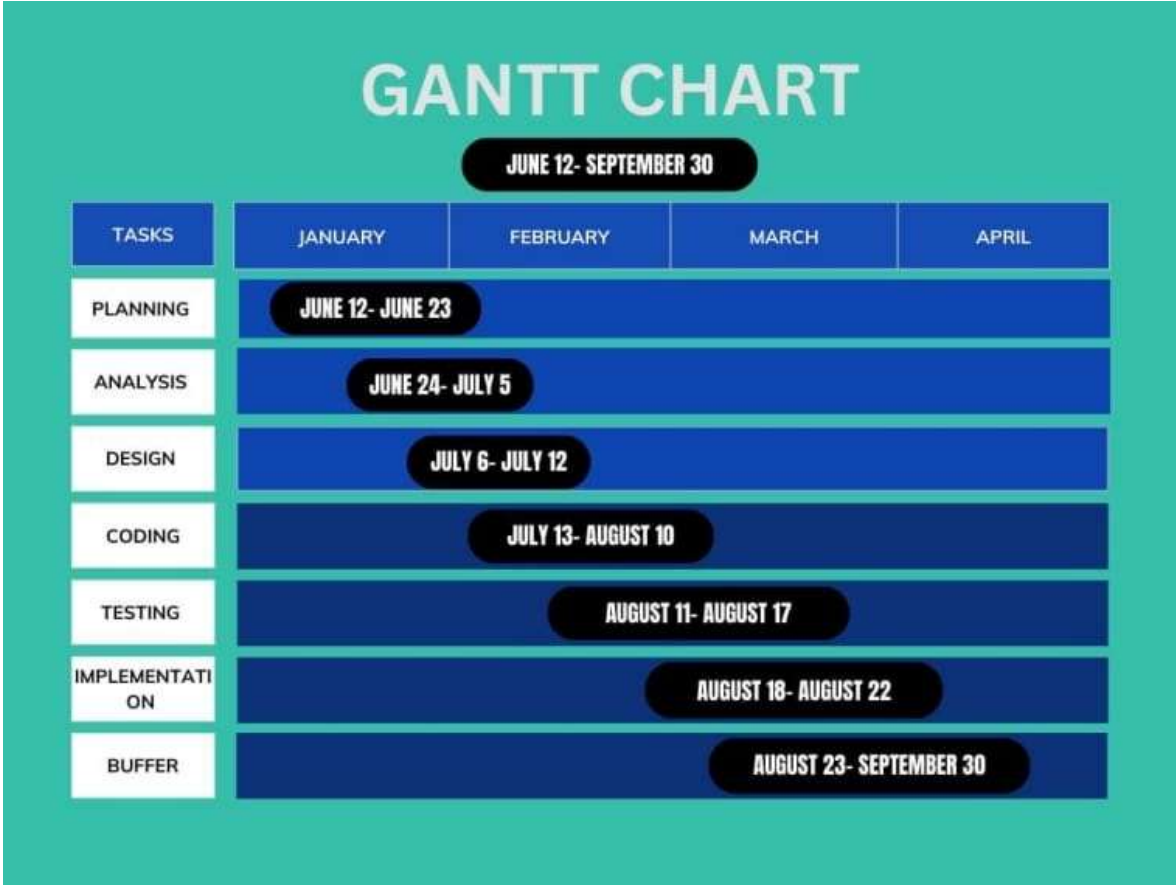 GANTT CHART
JUNE 12- SEPTEMBER 30
TASKS JANUARY FEBRUARY MARCH APRIL
PLANNING JUNE 12- JUNE 23
ANALYSIS JUNE 24- JULY 5
DESIGN JULY 6- JULY 12
CODING JULY 13- AUGUST 10
TESTING AUGUST 11- AUGUST 17
IMPLEMENTATI
ON
AUGUST 18- AUGUST 22
BUFFER AUGUST 23- SEPTEMBER 30